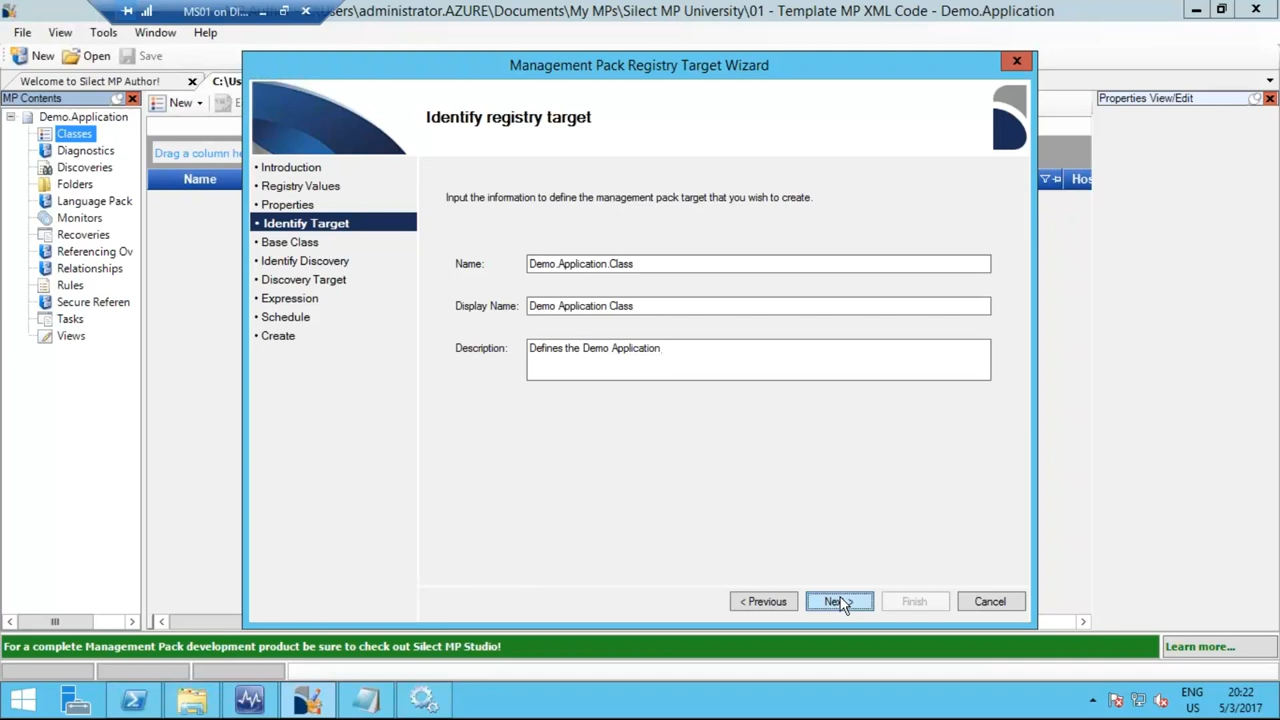 MS01 on DI...
\Users\administrator.AZURE\Documents\My MPs\Silect MP University\01 - Template MP XML Code - Demo.Application
File View Tools Window Help
New Open Save
Welcome to Silect MP Author!
C:\Us
MP Contents
New
Properties View/Edit
Demo.Application
Classes
Diagnostics
Discoveries
Folders
Language Pack
Monitors
Recoveries
Referencing Ov
Relationships
Rules
Secure Referen
Tasks
Views
Drag a column he
Name
Hos
Management Pack Registry Target Wizard
Identify registry target
• Introduction
• Registry Values
• Properties
• Identify Target
• Base Class
• Identify Discovery
• Discovery Target
• Expression
• Schedule
• Create
Input the information to define the management pack target that you wish to create.
Name: Demo.Application.Class
Display Name: Demo Application Class
Description: Defines the Demo Application
< Previous
Next >
Finish
Cancel
For a complete Management Pack development product be sure to check out Silect MP Studio!
Learn more...
ENG
US
20:22
5/3/2017